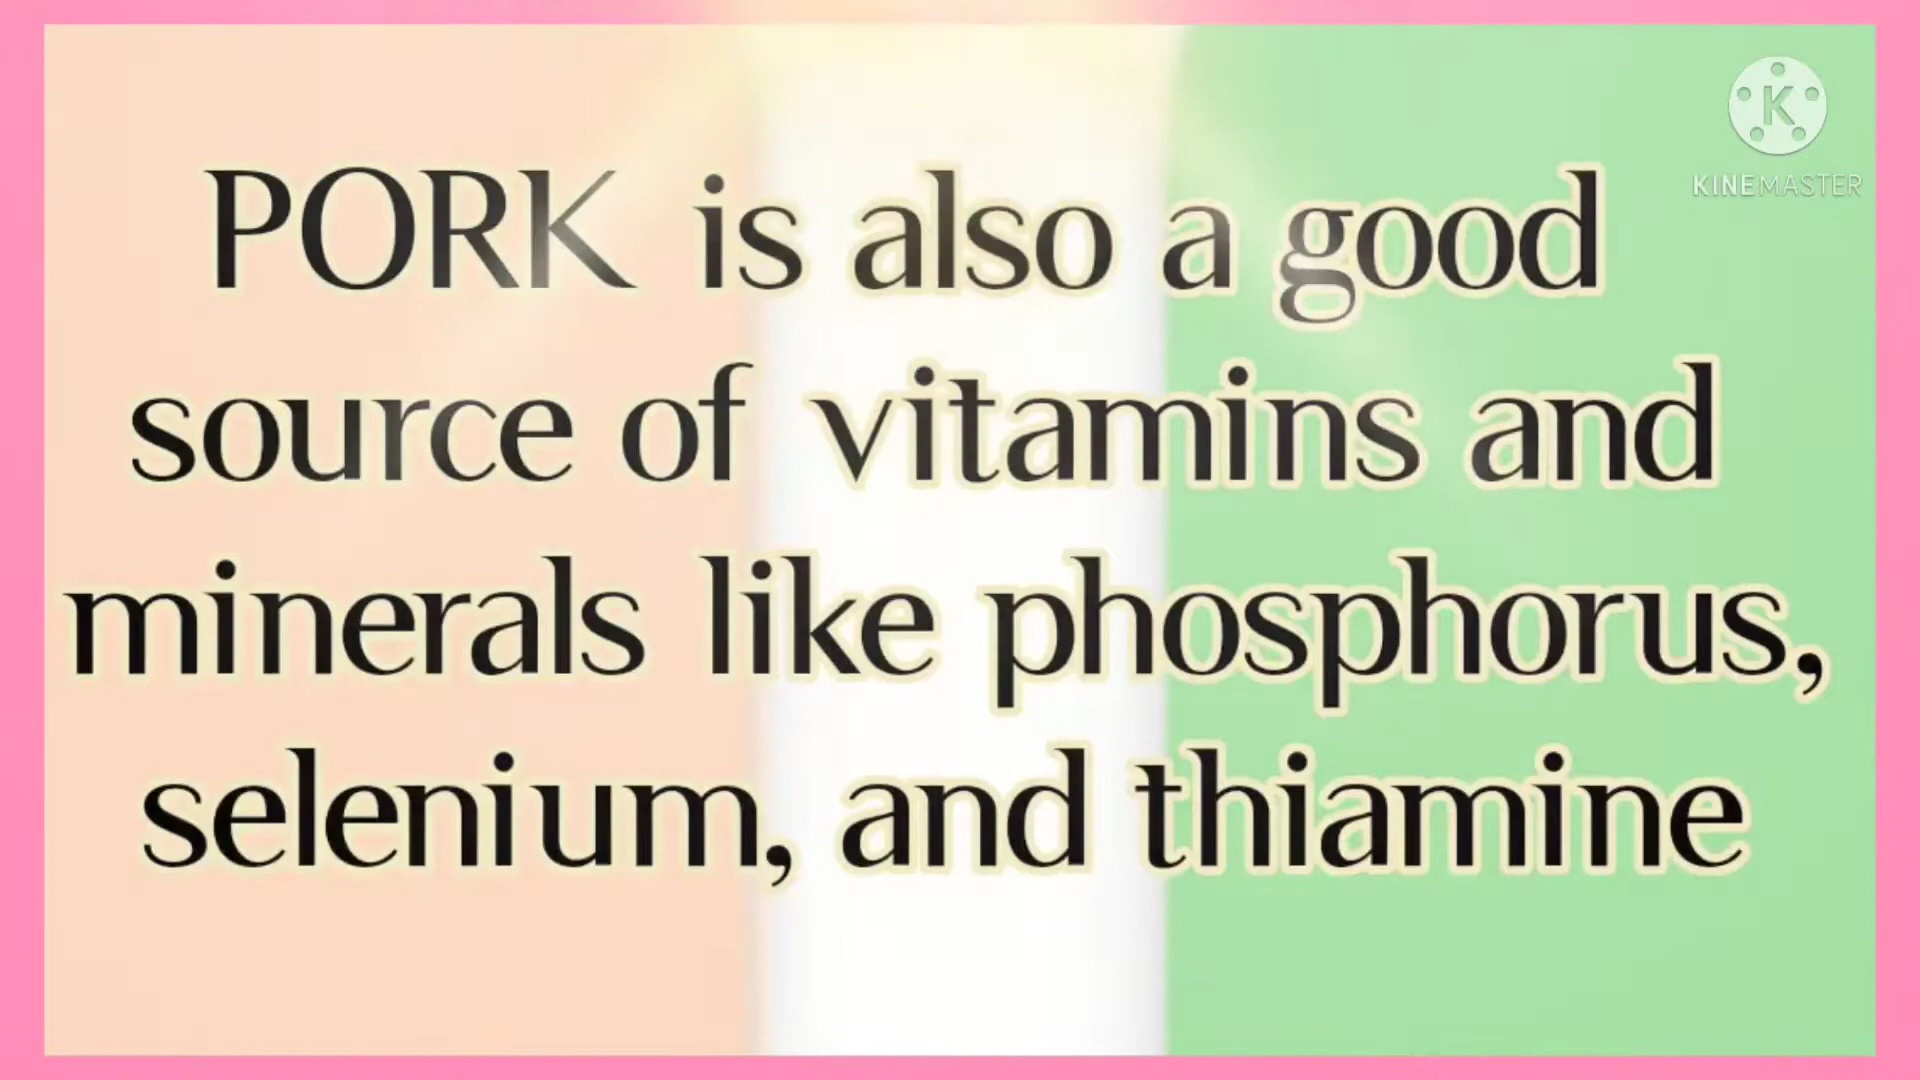 PORK is also a good
source of vitamins and
minerals like phosphorus,
selenium, and thiamine
K
KINEMASTER